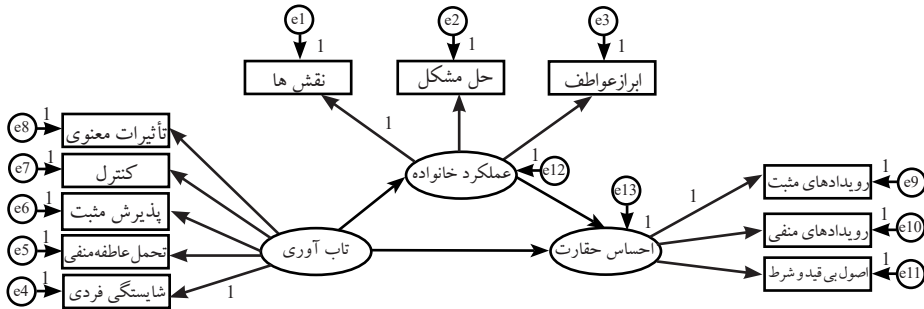 e1
1
نقش ها
e2
1
حل مشکل
e3
1
ابرازعواطف
1
عملکرد خانواده
1
e12
e8
1
تأثیرات معنوی
e7
1
کنترل
e6
1
پذیرش مثبت
e5
1
تحمل عاطفه‌منفی
e4
1
شایستگی فردی
1
تاب آوری
e13
1
احساس حقارت
1
رویدادهای مثبت
1
e9
رویدادهای منفی
1
e10
اصول بی قید و شرط
1
e11